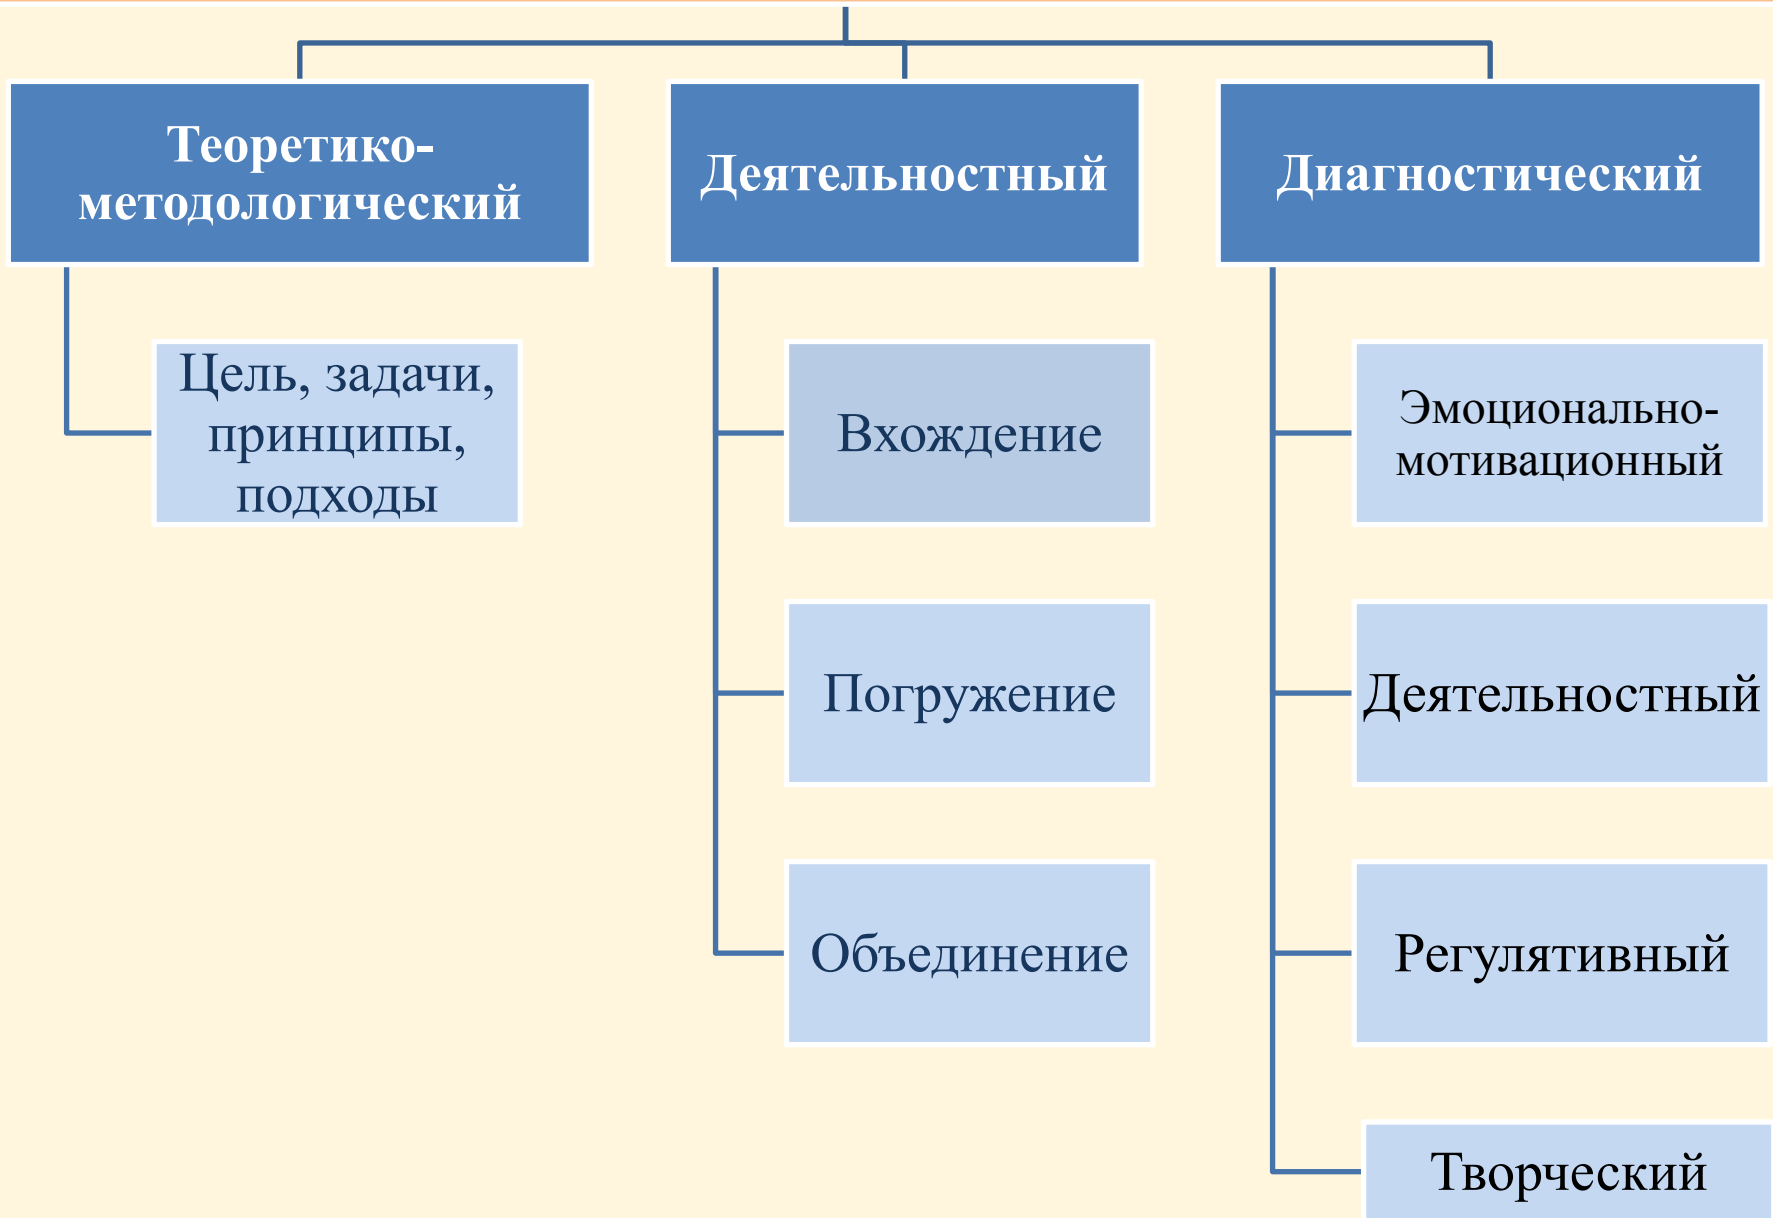 Теоретико-
методологический
Цель, задачи,
принципы,
подходы
Деятельностный
Вхождение
Погружение
Объединение
Диагностический
Эмоционально-
мотивационный
Деятельностный
Регулятивный
Творческий